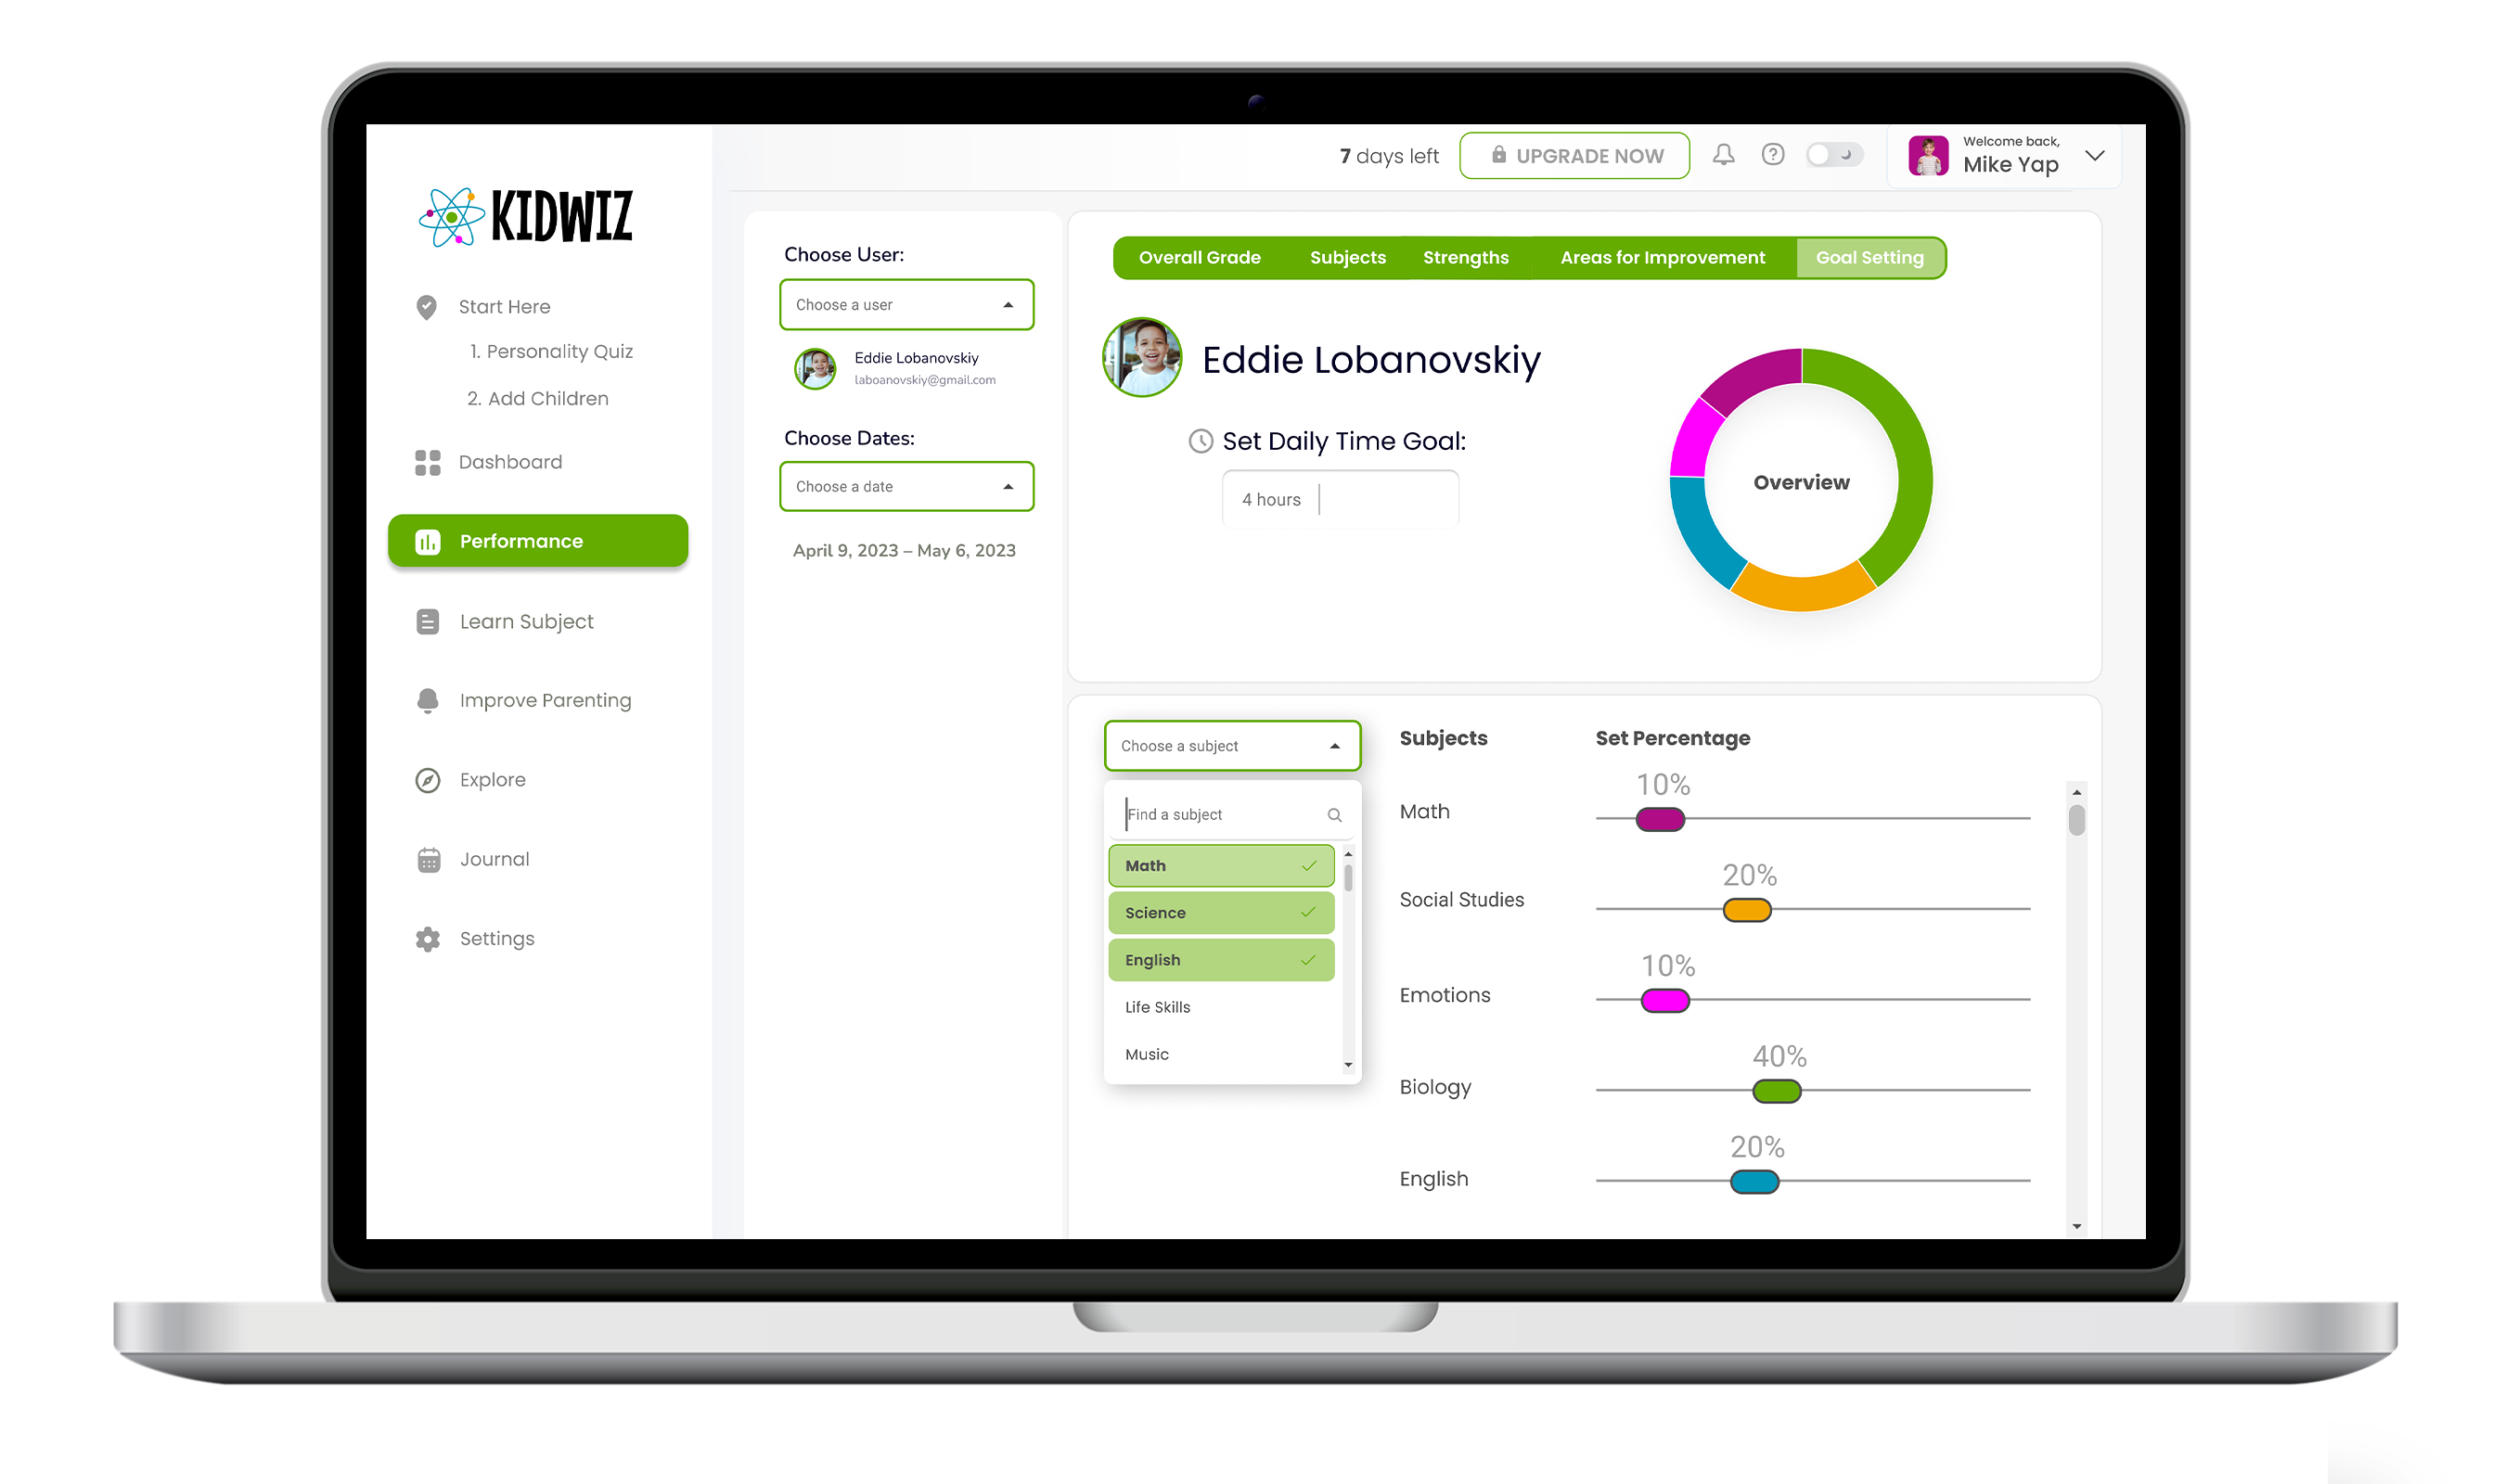 7 days left
UPGRADE NOW
Welcome back,
Mike Yap
KIDWIZ
Start Here
1. Personality Quiz
2. Add Children
Dashboard
Performance
Learn Subject
Improve Parenting
Explore
Journal
Settings
Choose User:
Choose a user
Eddie Lobanovskiy
laboanovskiy@gmail.com
Choose Dates:
Choose a date
April 9, 2023 – May 6, 2023
Overall Grade Subjects Strengths Areas for Improvement Goal Setting
Eddie Lobanovskiy
Set Daily Time Goal:
4 hours
Overview
Choose a subject
Find a subject
Math
Science
English
Life Skills
Music
Subjects Set Percentage
10%
Math
20%
Social Studies
10%
Emotions
40%
Biology
20%
English